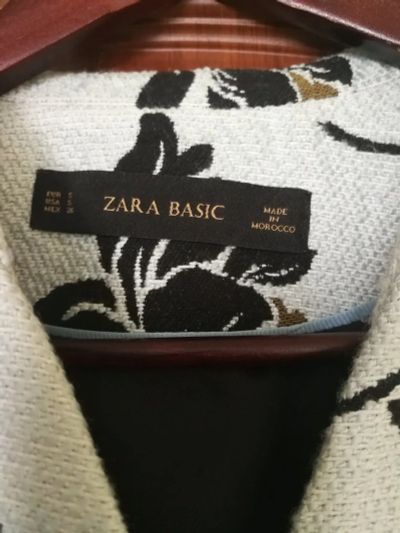 EUR S
USA S
MEX 26
ZARA BASIC
MADE
IN
MOROCCO